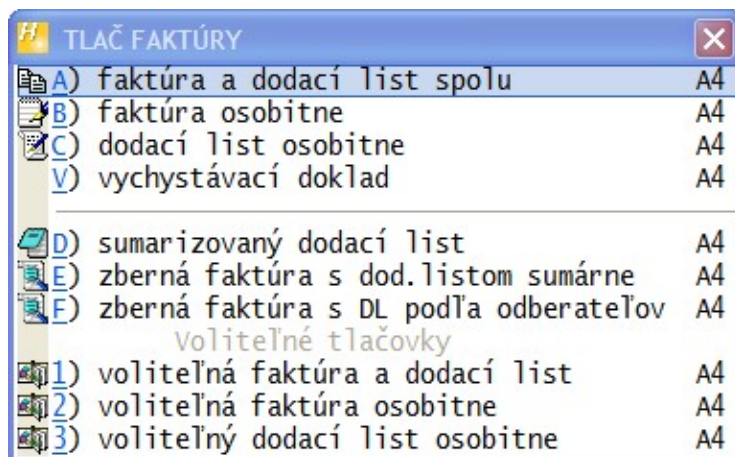 TLAČ FAKTÚRY
A) faktúra a dodací list spolu A4
B) faktúra osobitne A4
C) dodací list osobitne A4
V) vychystávací doklad A4
D) sumarizovaný dodací list A4
E) zberná faktúra s dod.listom sumárne A4
F) zberná faktúra s DL podľa odberateľov A4
Voliteľné tlačovky
1) voliteľná faktúra a dodací list A4
2) voliteľná faktúra osobitne A4
3) voliteľný dodací list osobitne A4